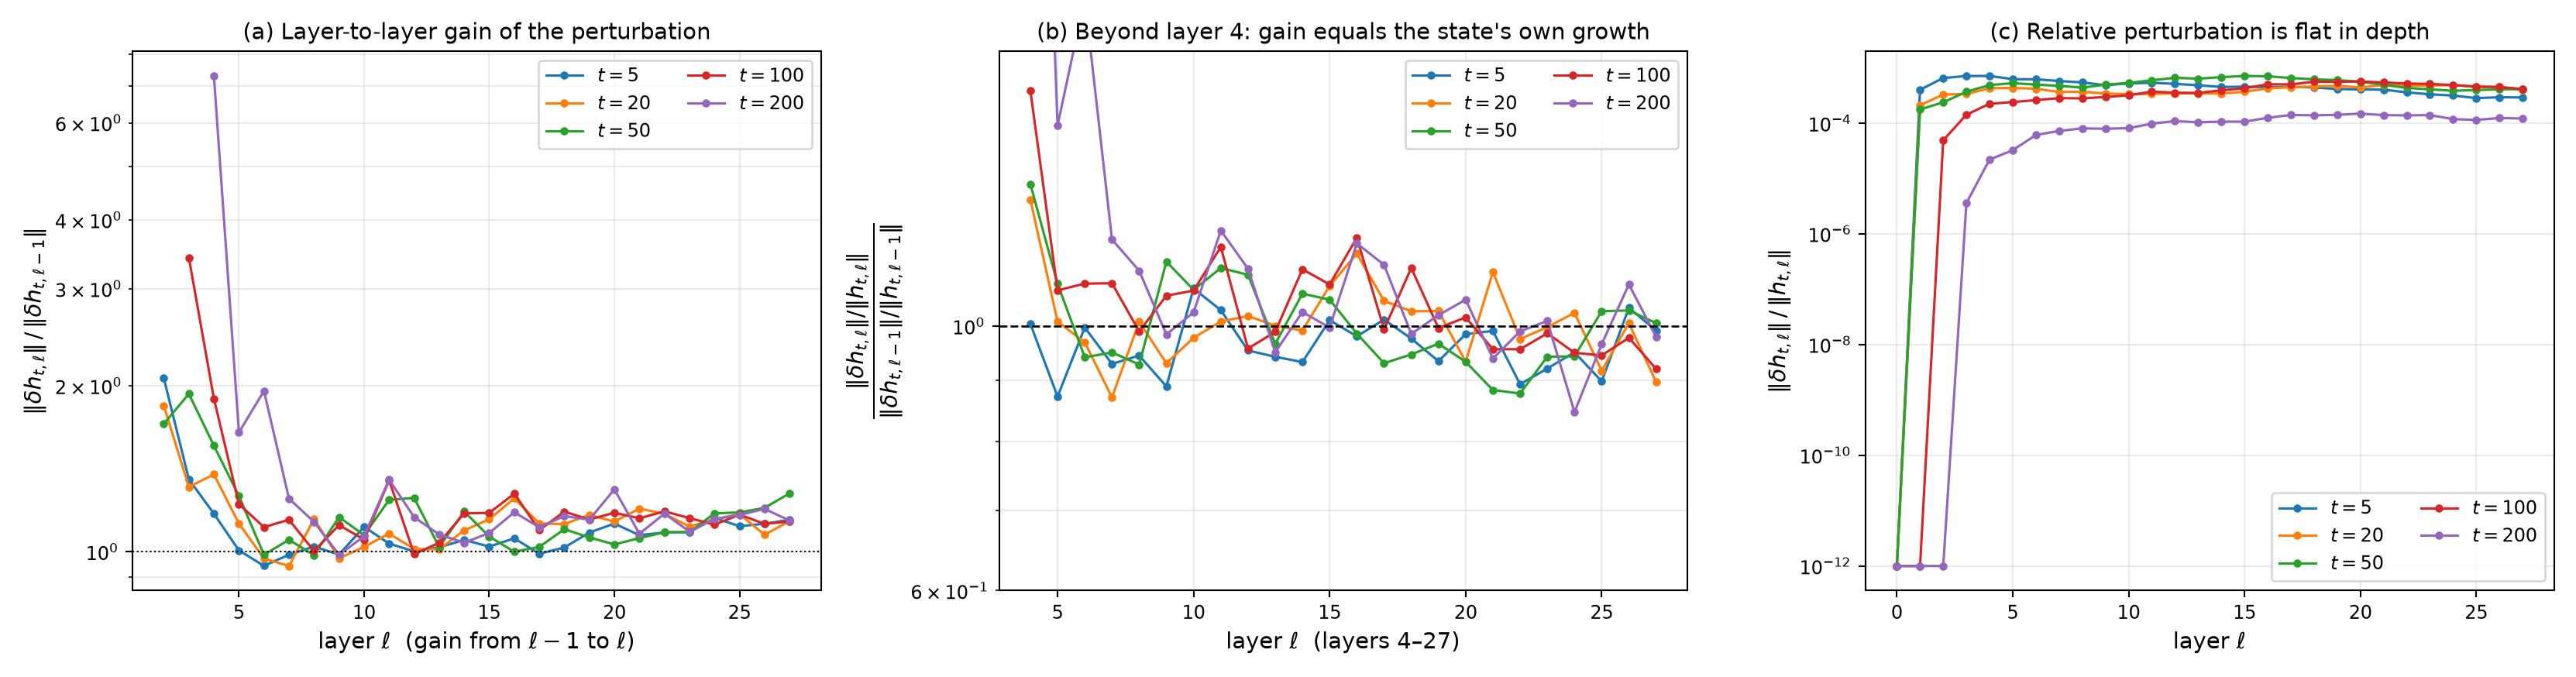 (a) Layer-to-layer gain of the perturbation
‖δh_{t,ℓ}‖ / ‖δh_{t,ℓ−1}‖
6 × 10⁰
4 × 10⁰
3 × 10⁰
2 × 10⁰
10⁰
t = 5
t = 20
t = 50
t = 100
t = 200
5 10 15 20 25
layer ℓ (gain from ℓ − 1 to ℓ)
(b) Beyond layer 4: gain equals the state's own growth
‖δh_{t,ℓ}‖/‖h_{t,ℓ}‖
‖δh_{t,ℓ−1}‖/‖h_{t,ℓ−1}‖
10⁰
6 × 10⁻¹
t = 5
t = 20
t = 50
t = 100
t = 200
5 10 15 20 25
layer ℓ (layers 4–27)
(c) Relative perturbation is flat in depth
‖δh_{t,ℓ}‖ / ‖h_{t,ℓ}‖
10⁻⁴
10⁻⁶
10⁻⁸
10⁻¹⁰
10⁻¹²
t = 5
t = 20
t = 50
t = 100
t = 200
0 5 10 15 20 25
layer ℓ